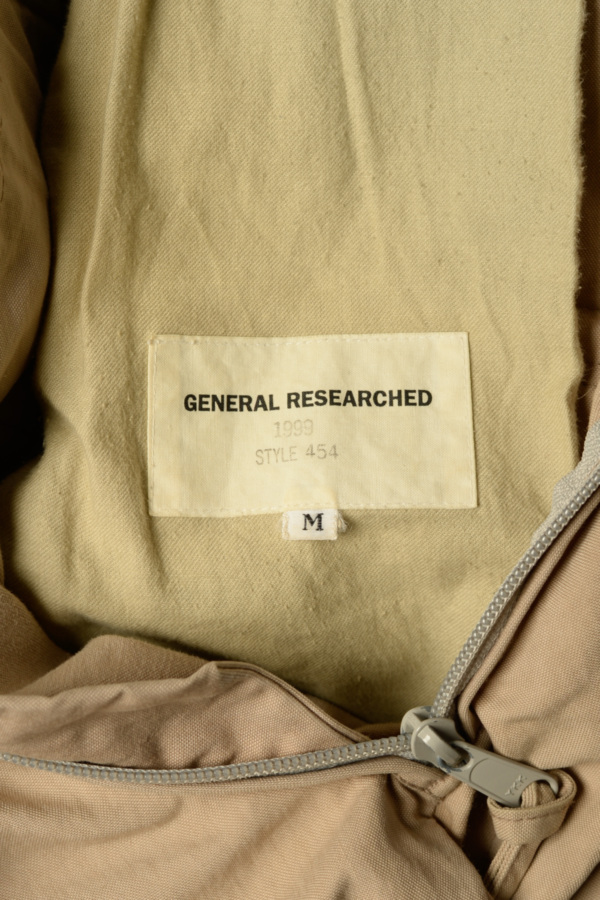 GENERAL RESEARCHED
1999
STYLE 454
M